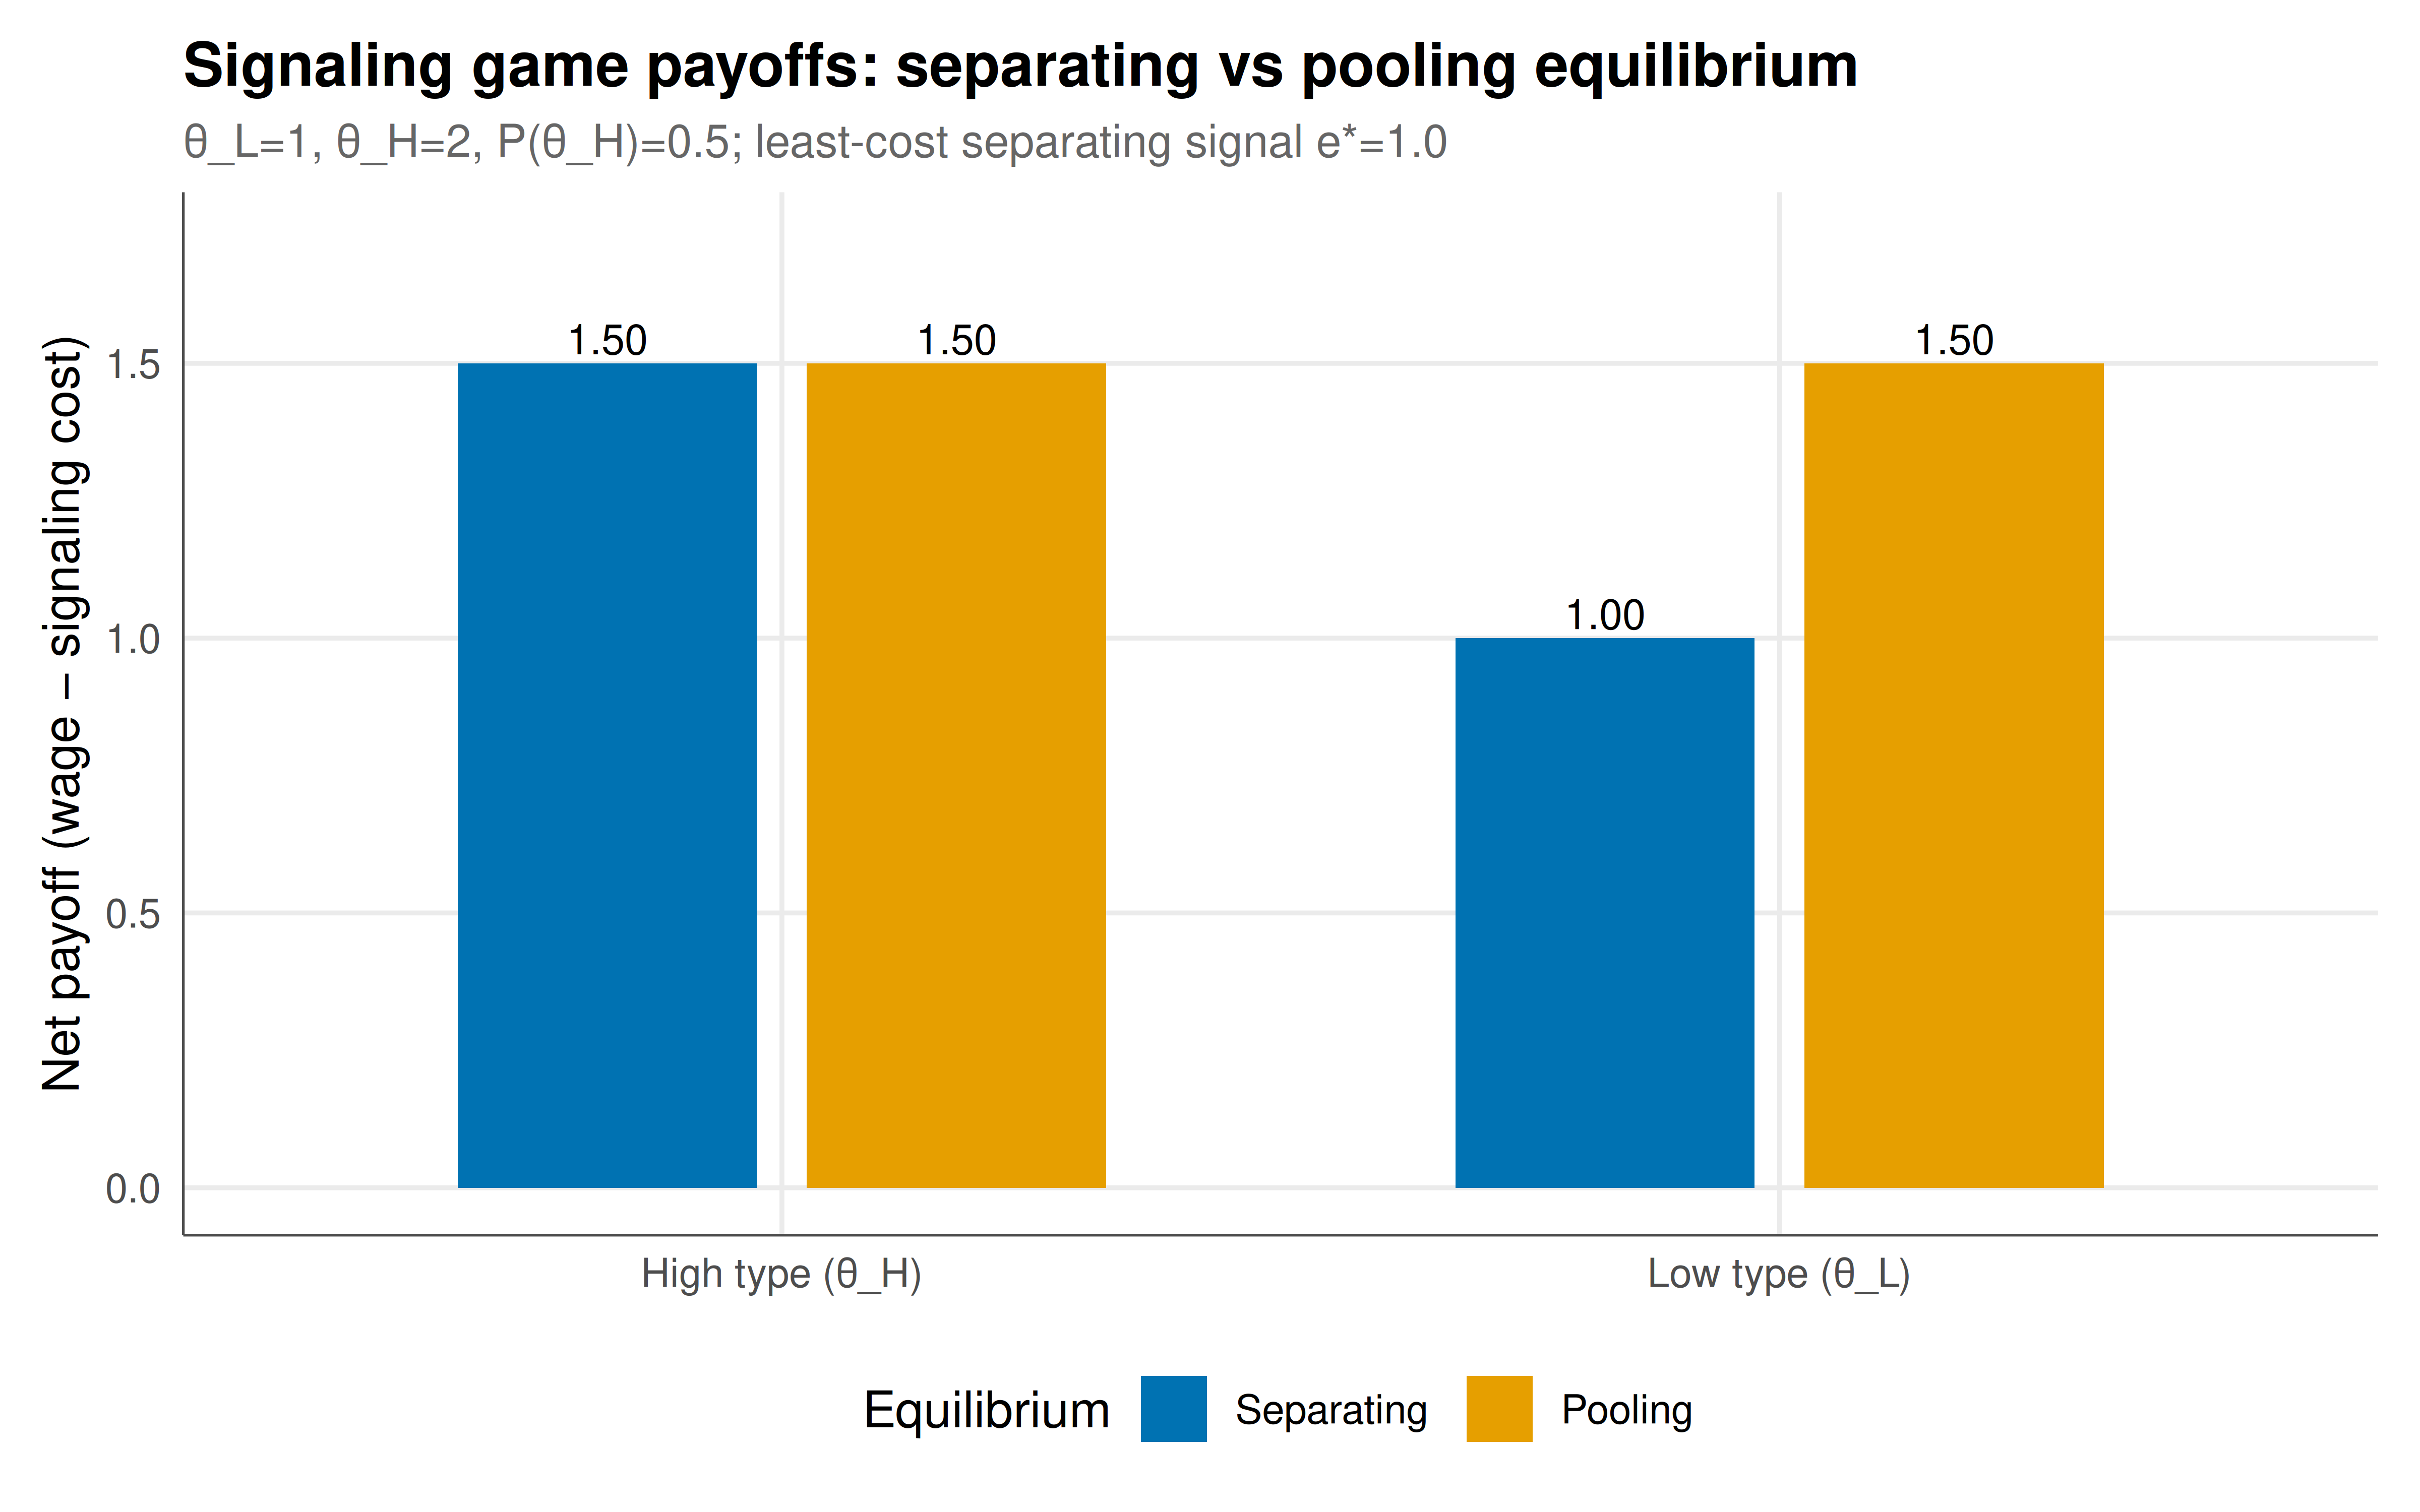 Signaling game payoffs: separating vs pooling equilibrium
θ_L=1, θ_H=2, P(θ_H)=0.5; least-cost separating signal e*=1.0
Net payoff (wage − signaling cost)
1.5
1.0
0.5
0.0
1.50
1.50
1.00
1.50
High type (θ_H)
Low type (θ_L)
Equilibrium
Separating
Pooling